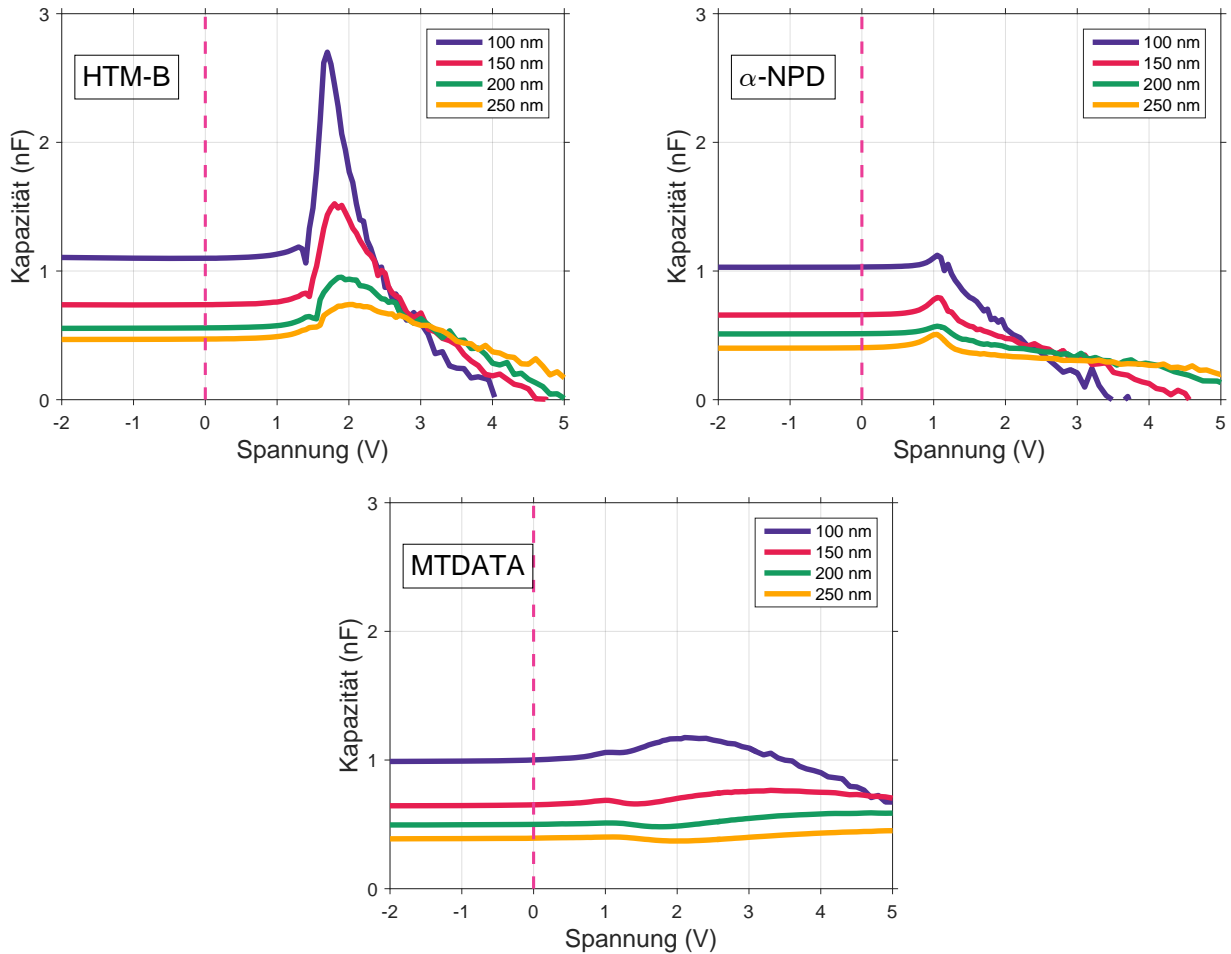 HTM-B
100 nm
150 nm
200 nm
250 nm
Kapazität (nF)
3
2
1
0
-2 -1 0 1 2 3 4 5
Spannung (V)
α-NPD
100 nm
150 nm
200 nm
250 nm
Kapazität (nF)
3
2
1
0
-2 -1 0 1 2 3 4 5
Spannung (V)
MTDATA
100 nm
150 nm
200 nm
250 nm
Kapazität (nF)
3
2
1
0
-2 -1 0 1 2 3 4 5
Spannung (V)